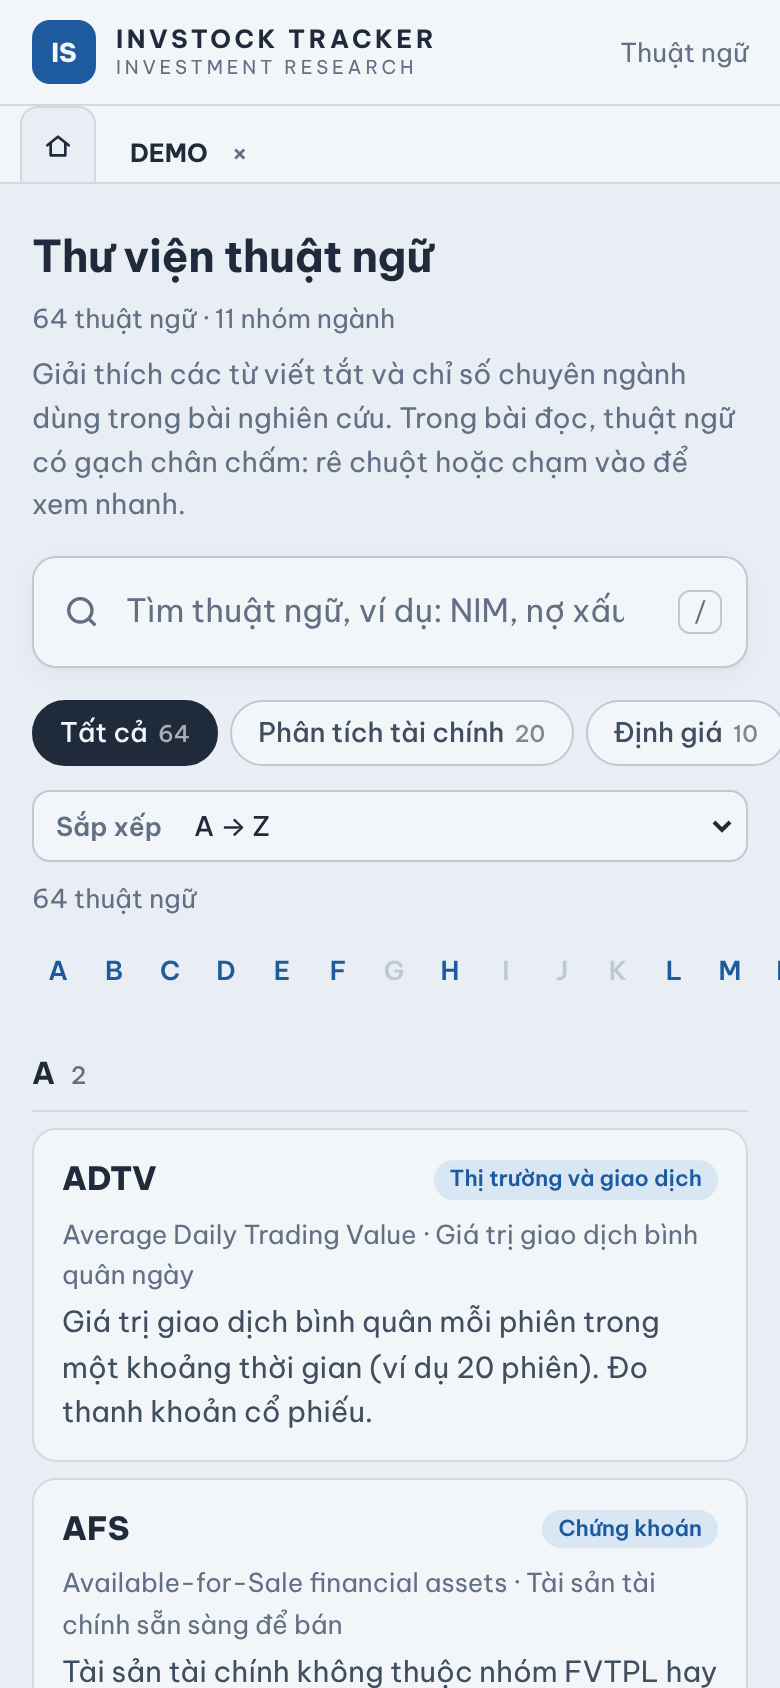 IS
INVSTOCK TRACKER
INVESTMENT RESEARCH
Thuật ngữ
DEMO ×
Thư viện thuật ngữ
64 thuật ngữ · 11 nhóm ngành
Giải thích các từ viết tắt và chỉ số chuyên ngành
dùng trong bài nghiên cứu. Trong bài đọc, thuật ngữ
có gạch chân chấm: rê chuột hoặc chạm vào để
xem nhanh.
Tìm thuật ngữ, ví dụ: NIM, nợ xấu /
Tất cả 64 Phân tích tài chính 20 Định giá 10
Sắp xếp A → Z
64 thuật ngữ
A B C D E F G H I J K L M
A 2
ADTV Thị trường và giao dịch
Average Daily Trading Value · Giá trị giao dịch bình
quân ngày
Giá trị giao dịch bình quân mỗi phiên trong
một khoảng thời gian (ví dụ 20 phiên). Đo
thanh khoản cổ phiếu.
AFS Chứng khoán
Available-for-Sale financial assets · Tài sản tài
chính sẵn sàng để bán
Tài sản tài chính không thuộc nhóm FVTPL hay